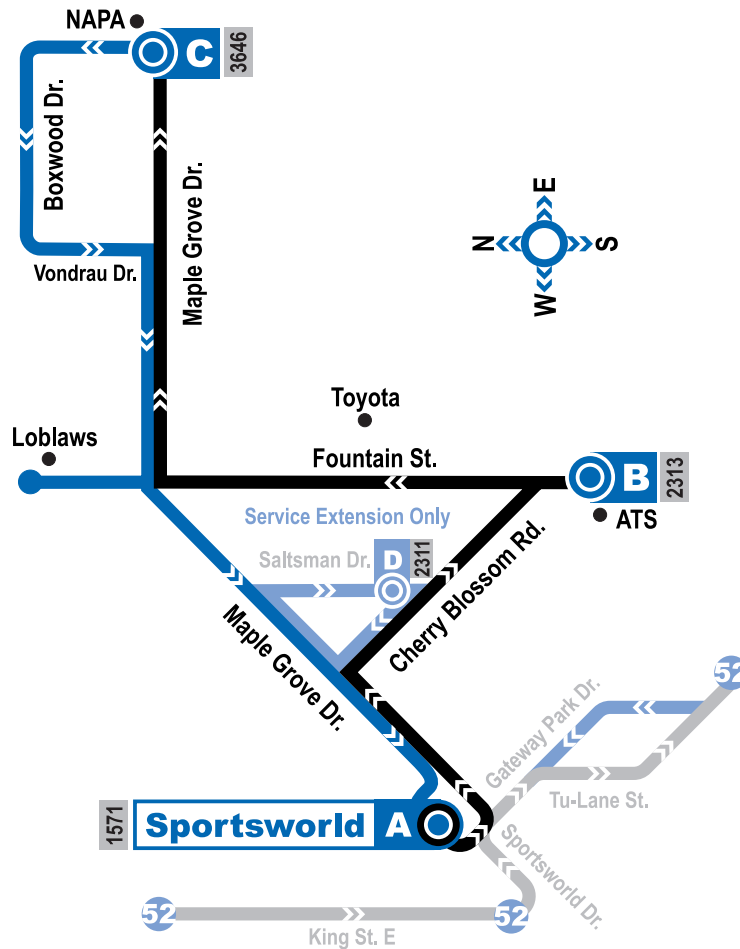 NAPA
C
3646
Boxwood Dr.
Maple Grove Dr.
Vondrau Dr.
E
N
S
W
Loblaws
Toyota
Fountain St.
B
2313
ATS
Service Extension Only
Saltsman Dr.
D
2311
Cherry Blossom Rd.
Maple Grove Dr.
52
Gateway Park Dr.
Tu-Lane St.
1571
Sportsworld
A
Sportsworld Dr.
52
52
King St. E